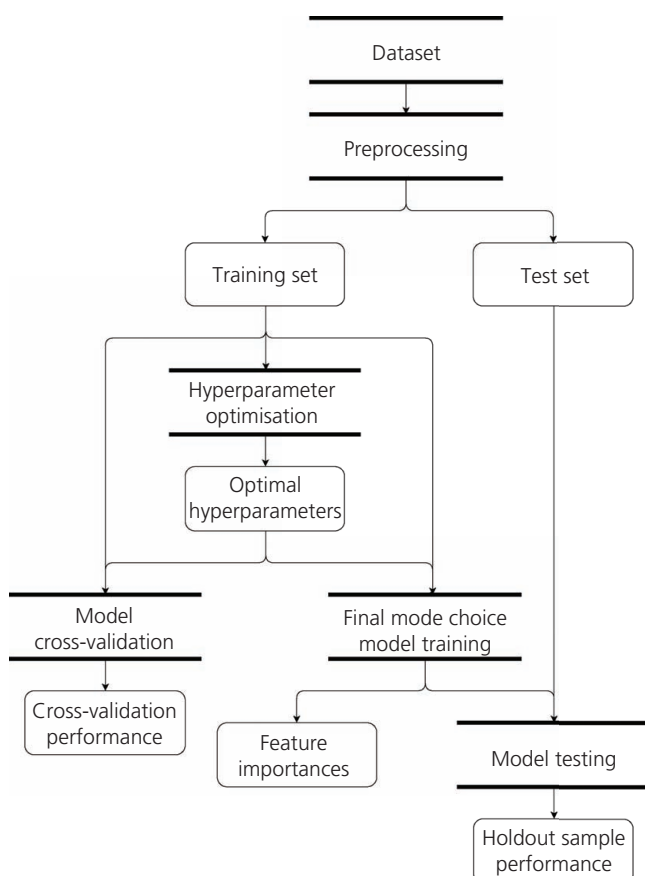 Dataset
Preprocessing
Training set
Test set
Hyperparameter
optimisation
Optimal
hyperparameters
Model
cross-validation
Final mode choice
model training
Cross-validation
performance
Feature
importances
Model testing
Holdout sample
performance